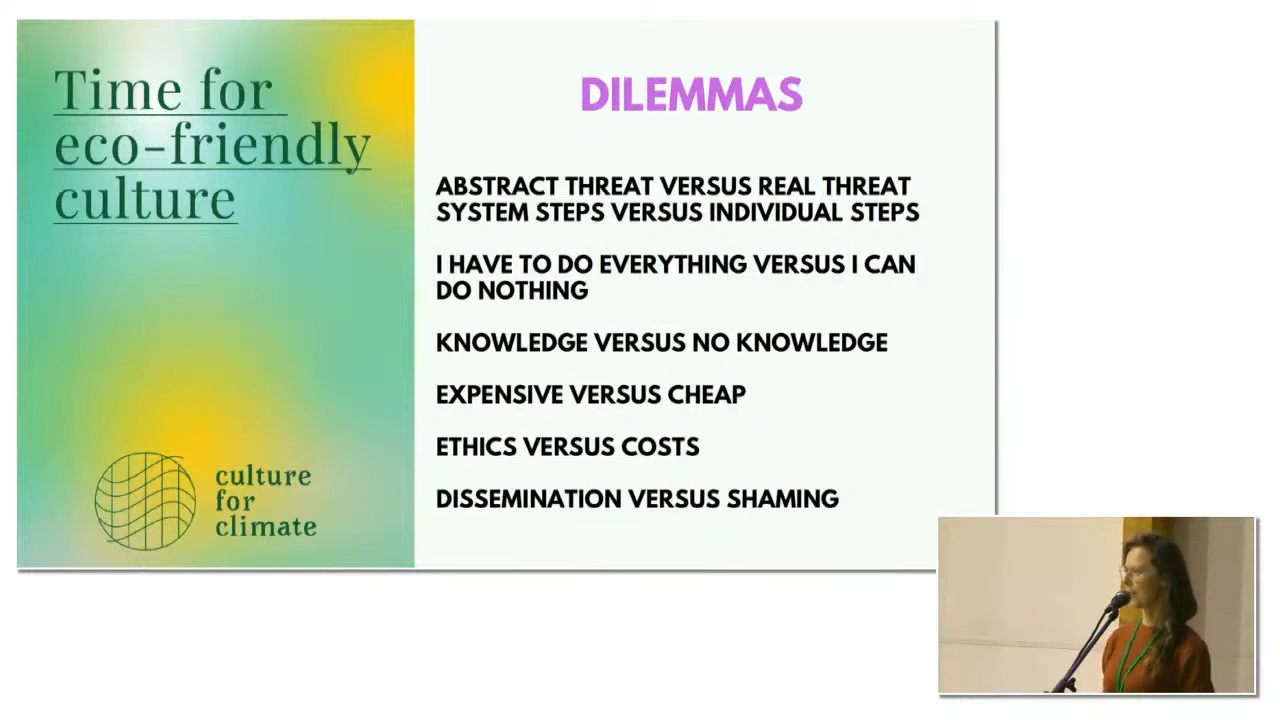 Time for
eco-friendly
culture
culture
for
climate
DILEMMAS
ABSTRACT THREAT VERSUS REAL THREAT
SYSTEM STEPS VERSUS INDIVIDUAL STEPS
I HAVE TO DO EVERYTHING VERSUS I CAN
DO NOTHING
KNOWLEDGE VERSUS NO KNOWLEDGE
EXPENSIVE VERSUS CHEAP
ETHICS VERSUS COSTS
DISSEMINATION VERSUS SHAMING